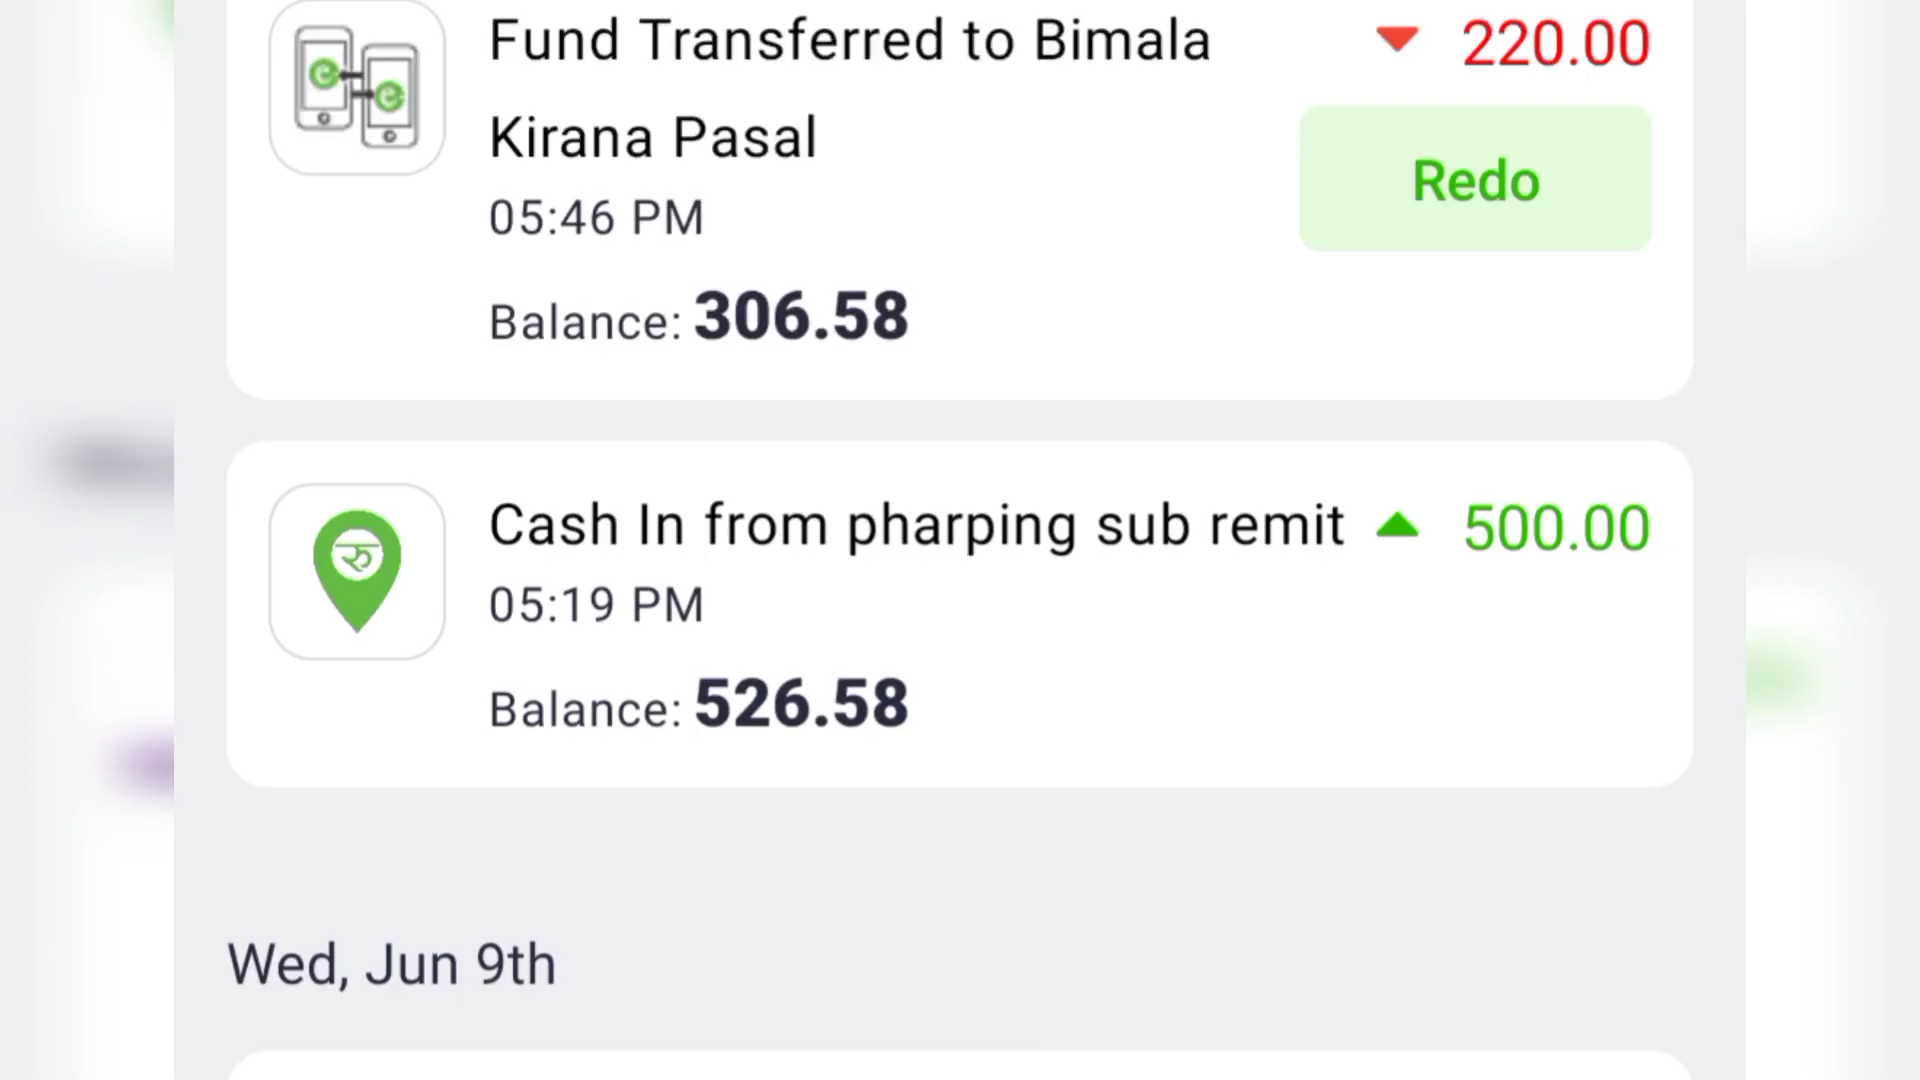 Fund Transferred to Bimala 220.00
Kirana Pasal
Redo
05:46 PM
Balance: 306.58
Cash In from pharping sub remit 500.00
रु
05:19 PM
Balance: 526.58
Wed, Jun 9th